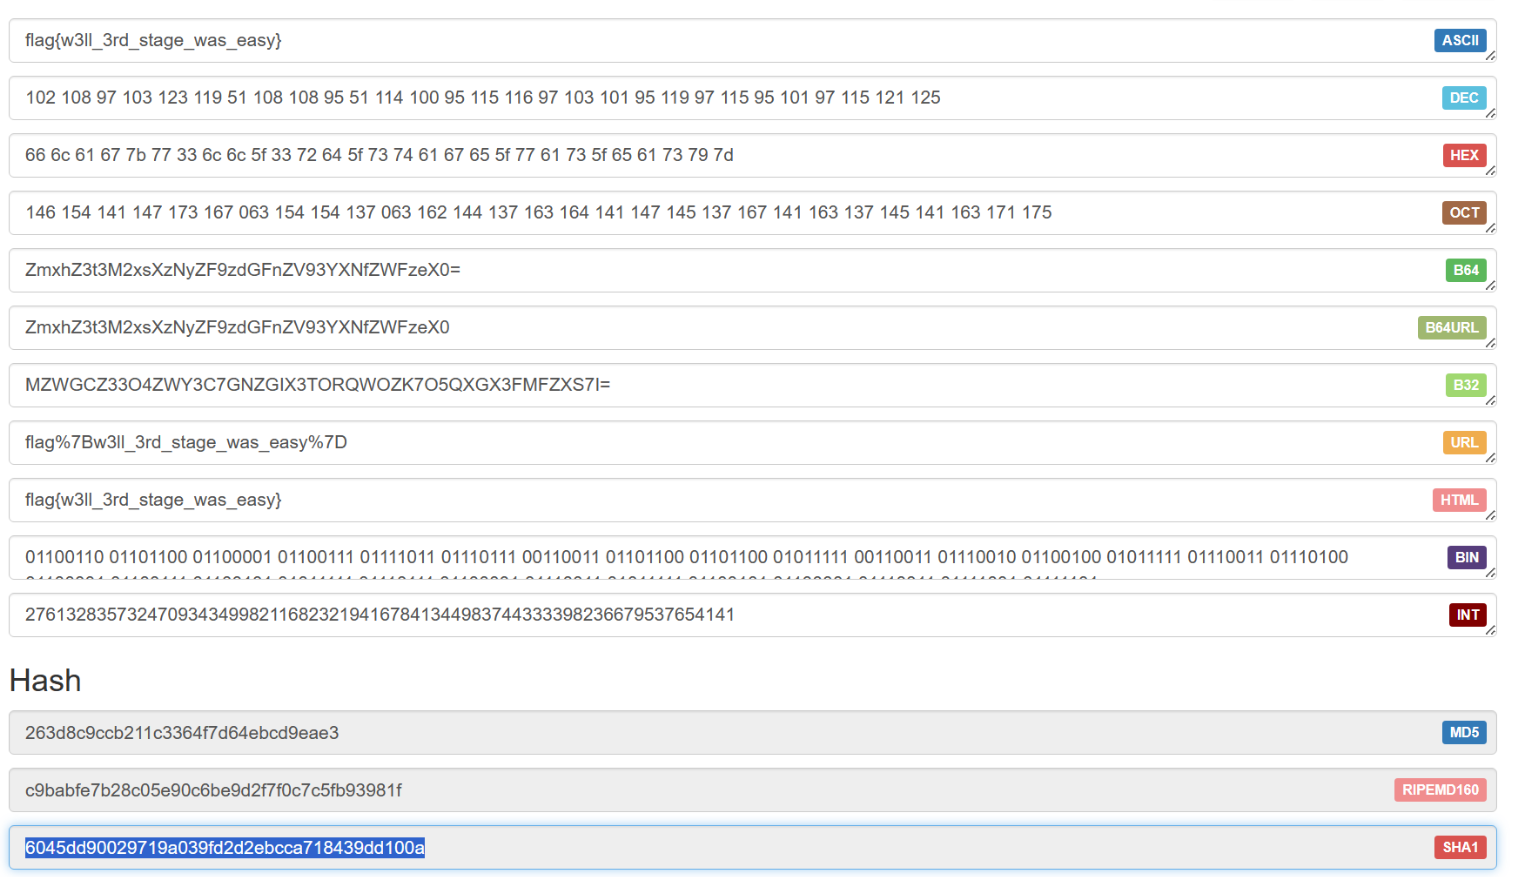 flag{w3ll_3rd_stage_was_easy} ASCII
102 108 97 103 123 119 51 108 108 95 51 114 100 95 115 116 97 103 101 95 119 97 115 95 101 97 115 121 125 DEC
66 6c 61 67 7b 77 33 6c 6c 5f 33 72 64 5f 73 74 61 67 65 5f 77 61 73 5f 65 61 73 79 7d HEX
146 154 141 147 173 167 063 154 154 137 063 162 144 137 163 164 141 147 145 137 167 141 163 137 145 141 163 171 175 OCT
ZmxhZ3t3M2xsXzNyZF9zdGFnZV93YXNfZWFzeX0= B64
ZmxhZ3t3M2xsXzNyZF9zdGFnZV93YXNfZWFzeX0 B64URL
MZWGCZ33O4ZWY3C7GNZGIX3TORQWOZK7O5QXGX3FMFZXS7I= B32
flag%7Bw3ll_3rd_stage_was_easy%7D URL
flag{w3ll_3rd_stage_was_easy} HTML
01100110 01101100 01100001 01100111 01111011 01110111 00110011 01101100 01101100 01011111 00110011 01110010 01100100 01011111 01110011 01110100 BIN
2761328357324709343499821168232194167841344983744333398236679537654141 INT
Hash
263d8c9ccb211c3364f7d64ebcd9eae3 MD5
c9babfe7b28c05e90c6be9d2f7f0c7c5fb93981f RIPEMD160
6045dd90029719a039fd2d2ebcca718439dd100a SHA1